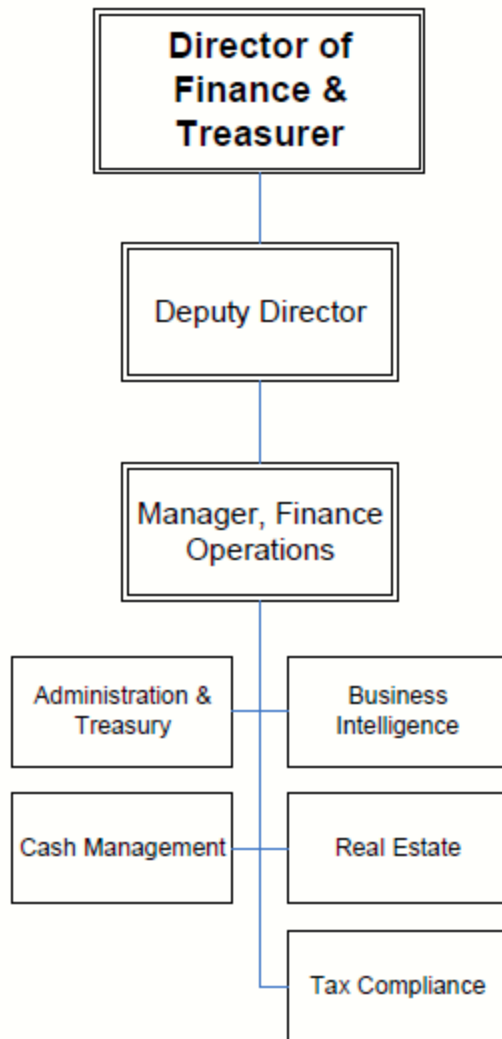 Director of
Finance &
Treasurer
Deputy Director
Manager, Finance
Operations
Administration &
Treasury
Business
Intelligence
Cash Management
Real Estate
Tax Compliance